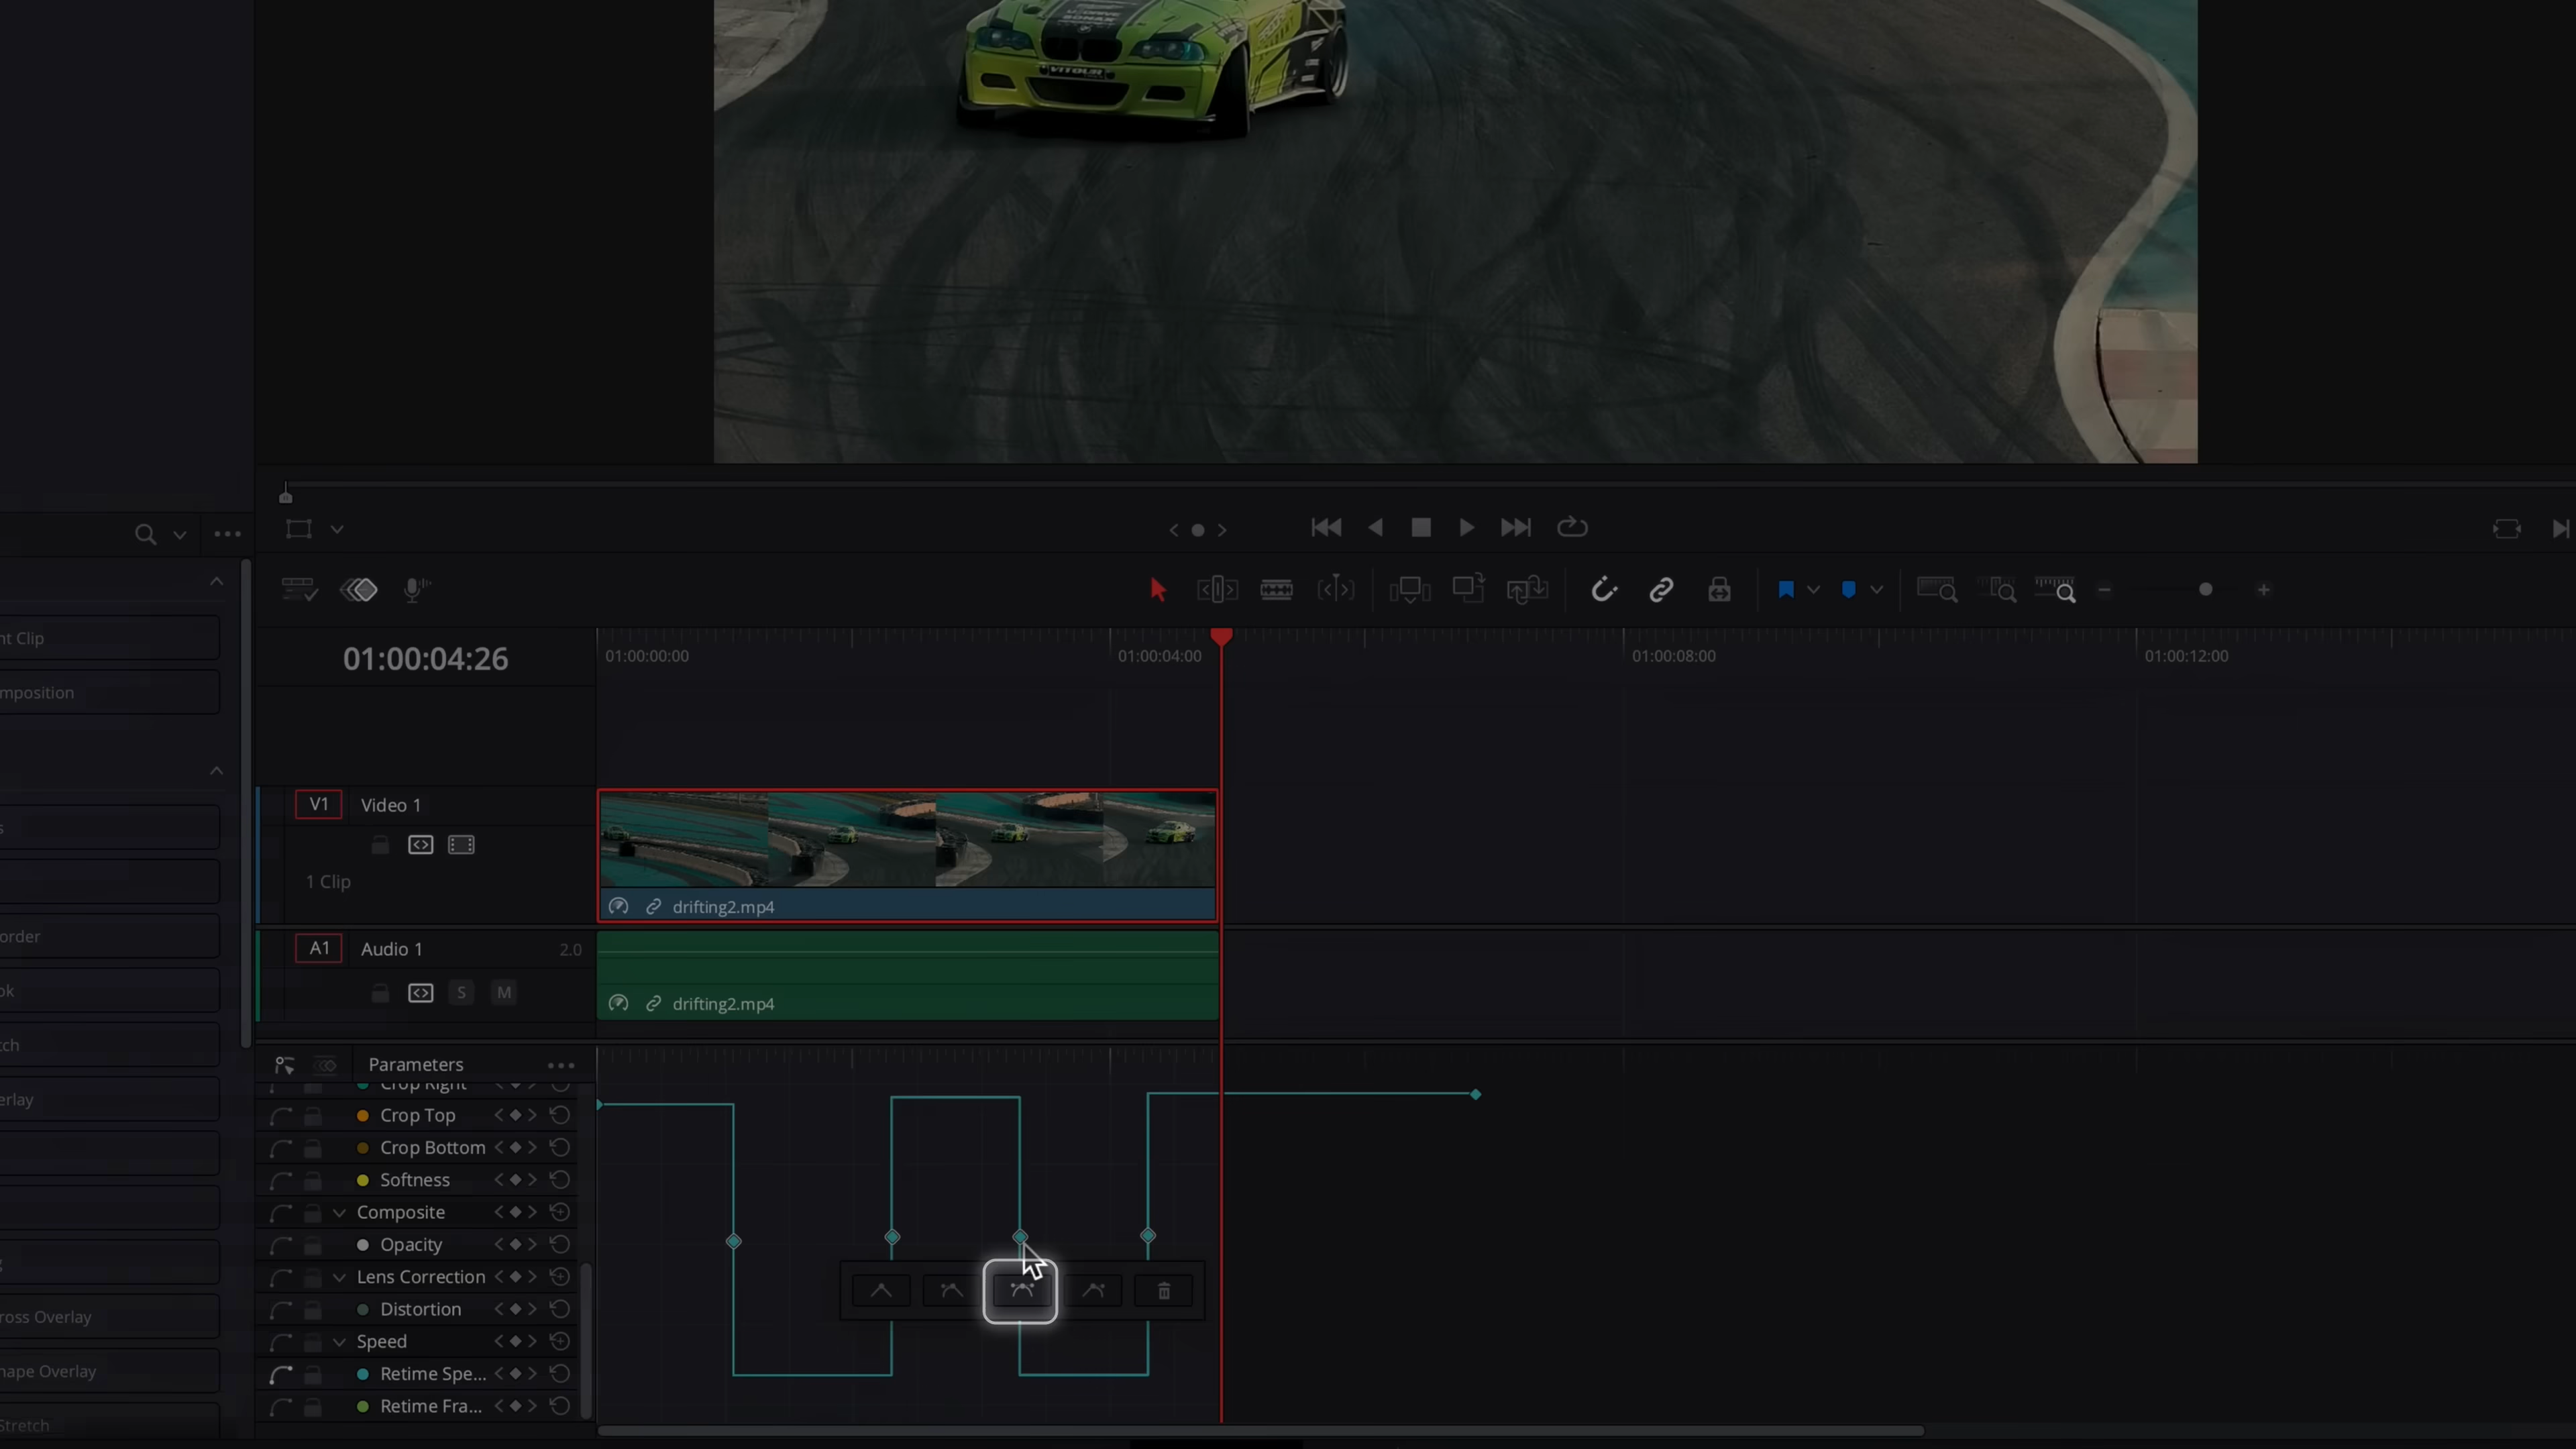 VITOUR
nt Clip
mposition
s
order
ok
tch
erlay
g
ross Overlay
hape Overlay
Stretch
01:00:04:26
01:00:00:00
01:00:04:00
01:00:08:00
01:00:12:00
V1
Video 1
1 Clip
drifting2.mp4
A1
Audio 1
2.0
S
M
drifting2.mp4
Parameters
Crop Right
Crop Top
Crop Bottom
Softness
Composite
Opacity
Lens Correction
Distortion
Speed
Retime Spe...
Retime Fra...